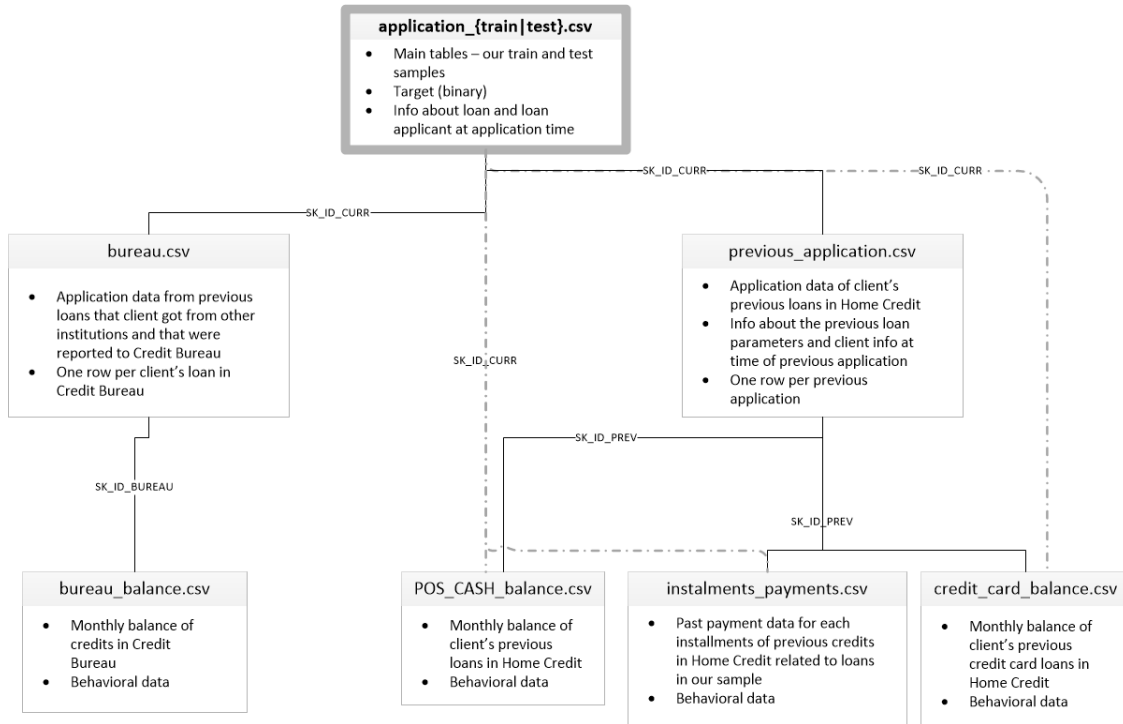 application_{train|test}.csv
• Main tables – our train and test
samples
• Target (binary)
• Info about loan and loan
applicant at application time
SK_ID_CURR
SK_ID_CURR
SK_ID_CURR
bureau.csv
• Application data from previous
loans that client got from other
institutions and that were
reported to Credit Bureau
• One row per client's loan in
Credit Bureau
previous_application.csv
• Application data of client's
previous loans in Home Credit
• Info about the previous loan
parameters and client info at
time of previous application
• One row per previous
application
SK_ID_CURR
SK_ID_PREV
SK_ID_BUREAU
SK_ID_PREV
bureau_balance.csv
• Monthly balance of
credits in Credit
Bureau
• Behavioral data
POS_CASH_balance.csv
• Monthly balance of
client's previous
loans in Home Credit
• Behavioral data
instalments_payments.csv
• Past payment data for each
installments of previous credits
in Home Credit related to loans
in our sample
• Behavioral data
credit_card_balance.csv
• Monthly balance of
client's previous
credit card loans in
Home Credit
• Behavioral data